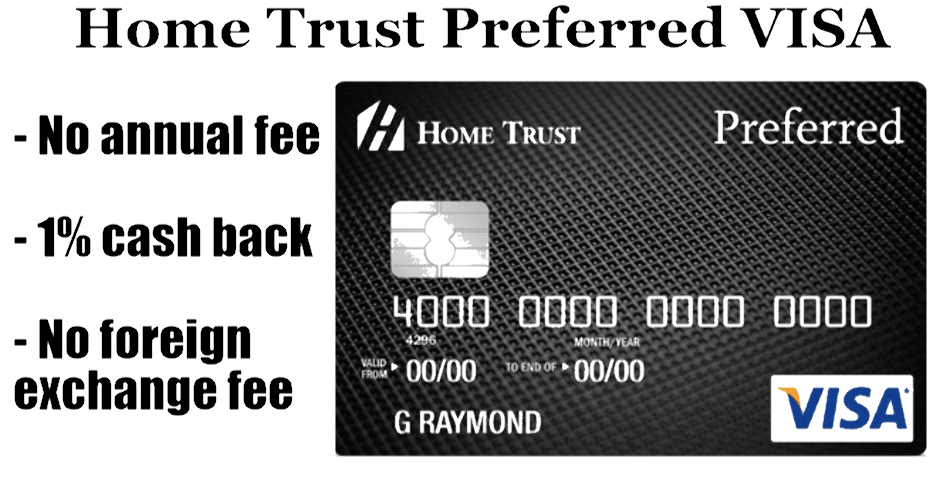 Home Trust Preferred VISA
- No annual fee
- 1% cash back
- No foreign
exchange fee
HOME TRUST
Preferred
4000 0000 0000 0000
4296
MONTH/YEAR
VALID
FROM
00/00
TO END OF
00/00
G RAYMOND
VISA